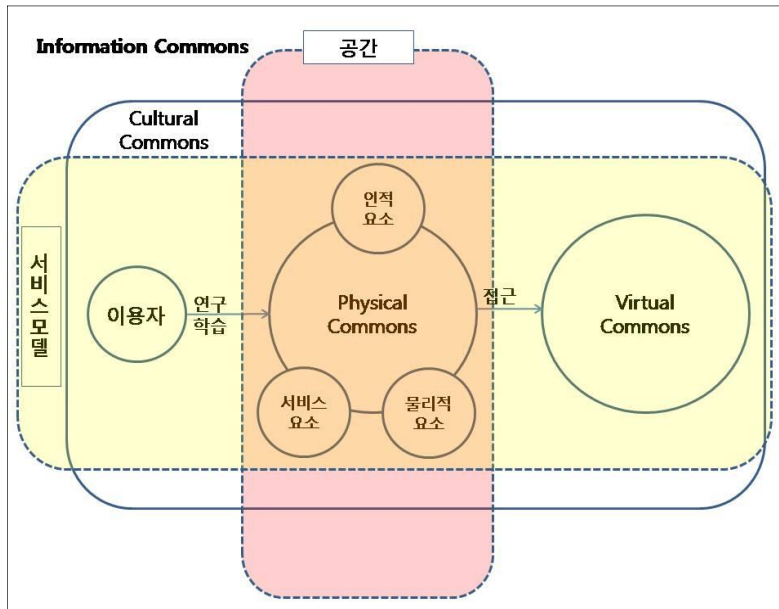 Information Commons
공간
Cultural
Commons
서비스모델
인적
요소
이용자
연구
학습
Physical
Commons
접근
Virtual
Commons
서비스
요소
물리적
요소